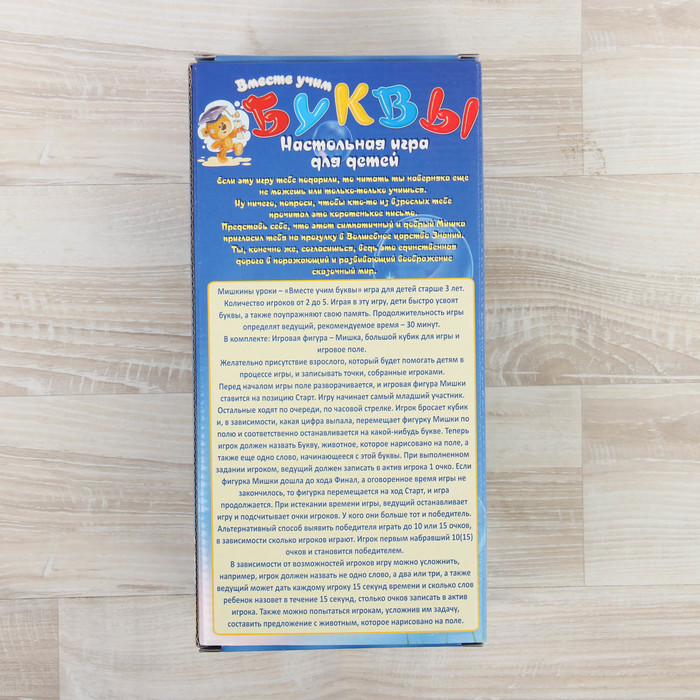 Вместе учим
БУКВЫ
Настольная игра
для детей
Если эту игру тебе подарили, то читать ты наверняка еще
не можешь или только-только учишься.
Ну ничего, попроси, чтобы кто-то из взрослых тебе
прочитал это коротенькое письмо.
Представь себе, что этот симпатичный и добрый Мишка
пригласил тебя на прогулку в Волшебное царство Знаний.
Ты, конечно же, согласишься, ведь это единственная
дорога в поражающий и развивающий воображение
сказочный мир.
Мишкины уроки – «Вместе учим буквы» игра для детей старше 3 лет.
Количество игроков от 2 до 5. Играя в эту игру, дети быстро усвоят
буквы, а также поупражняют свою память. Продолжительность игры
определят ведущий, рекомендуемое время – 30 минут.
В комплекте: Игровая фигура – Мишка, большой кубик для игры и
игровое поле.
Желательно присутствие взрослого, который будет помогать детям в
процессе игры, и записывать точки, собранные игроками.
Перед началом игры поле разворачивается, и игровая фигура Мишки
ставится на позицию Старт. Игру начинает самый младший участник.
Остальные ходят по очереди, по часовой стрелке. Игрок бросает кубик
и, в зависимости, какая цифра выпала, перемещает фигурку Мишки по
полю и соответственно останавливается на какой-нибудь букве. Теперь
игрок должен назвать Букву, животное, которое нарисовано на поле, а
также еще одно слово, начинающееся с этой буквы. При выполненном
задании игроком, ведущий должен записать в актив игрока 1 очко. Если
фигурка Мишки дошла до хода Финал, а оговоренное время игры не
закончилось, то фигурка перемещается на ход Старт, и игра
продолжается. При истекании времени игры, ведущий останавливает
игру и подсчитывает очки игроков. У кого они больше тот и победитель.
Альтернативный способ выявить победителя играть до 10 или 15 очков,
в зависимости сколько игроков играют. Игрок первым набравший 10(15)
очков и становится победителем.
В зависимости от возможностей игроков игру можно усложнить,
например, игрок должен назвать не одно слово, а два или три, а также
ведущий может дать каждому игроку 15 секунд времени и сколько слов
ребенок назовет в течение 15 секунд, столько очков записать в актив
игрока. Также можно попытаться игрокам, усложнив им задачу,
составить предложение с животным, которое нарисовано на поле.